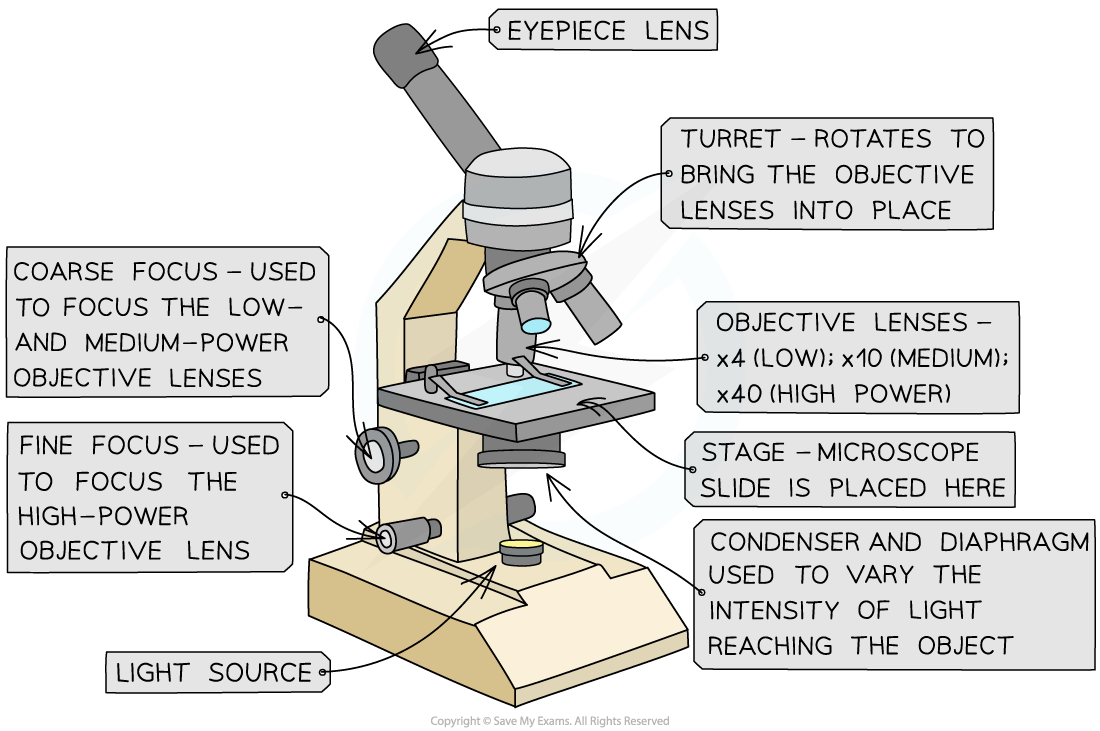 EYEPIECE LENS
TURRET – ROTATES TO
BRING THE OBJECTIVE
LENSES INTO PLACE
COARSE FOCUS – USED
TO FOCUS THE LOW–
AND MEDIUM–POWER
OBJECTIVE LENSES
OBJECTIVE LENSES –
x4 (LOW); x10 (MEDIUM);
x40 (HIGH POWER)
FINE FOCUS – USED
TO FOCUS THE
HIGH–POWER
OBJECTIVE LENS
STAGE – MICROSCOPE
SLIDE IS PLACED HERE
CONDENSER AND DIAPHRAGM
USED TO VARY THE
INTENSITY OF LIGHT
REACHING THE OBJECT
LIGHT SOURCE
Copyright © Save My Exams. All Rights Reserved